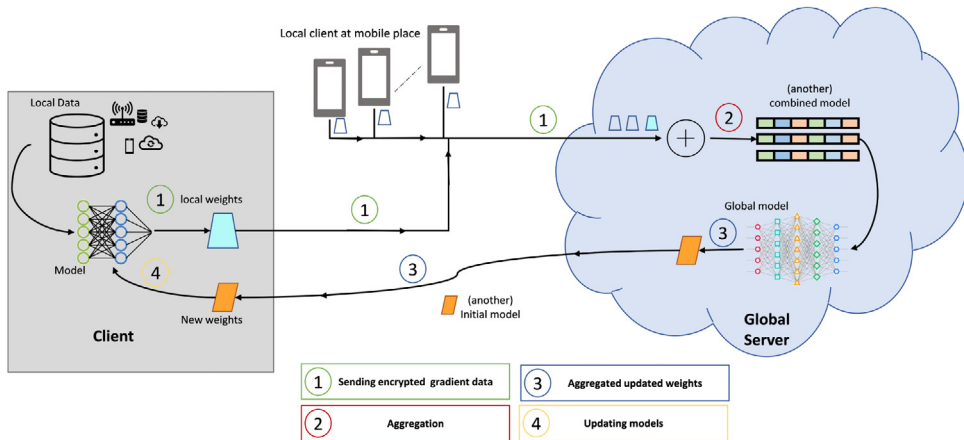 Local client at mobile place
Local Data
1
local weights
Model
4
New weights
Client
1
1
2
(another)
combined model
Global model
3
3
(another)
Initial model
Global
Server
1
Sending encrypted gradient data
3
Aggregated updated weights
2
Aggregation
4
Updating models